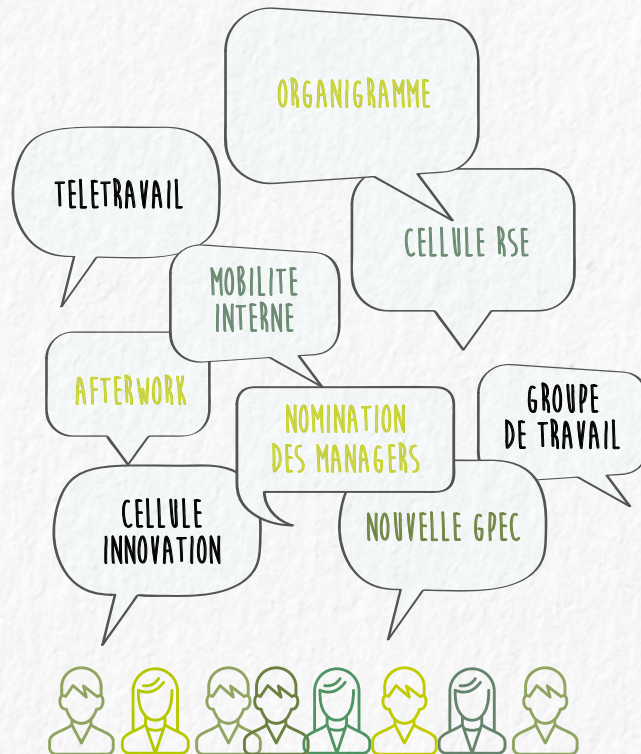 ORGANIGRAMME
TELETRAVAIL
CELLULE RSE
MOBILITE
INTERNE
AFTERWORK
NOMINATION
DES MANAGERS
GROUPE
DE TRAVAIL
CELLULE
INNOVATION
NOUVELLE GPEC